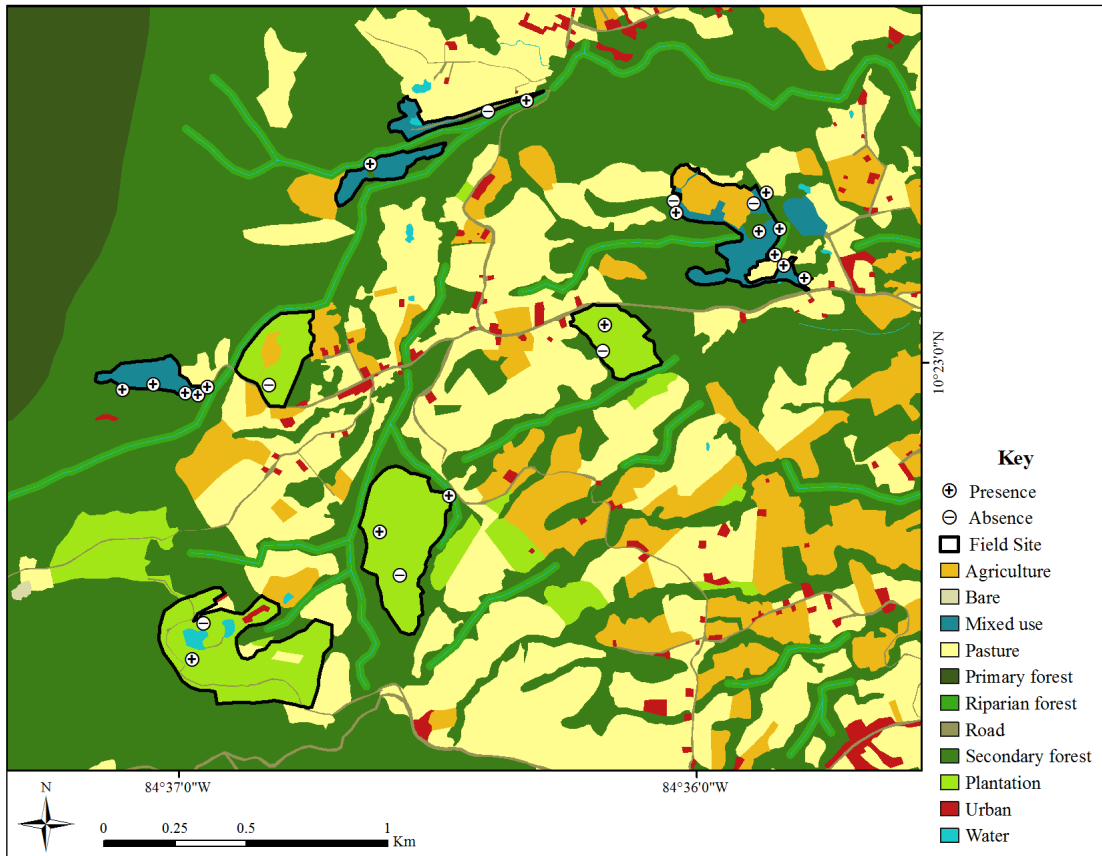 10°23'0"N
Key
Presence
Absence
Field Site
Agriculture
Bare
Mixed use
Pasture
Primary forest
Riparian forest
Road
Secondary forest
Plantation
Urban
Water
84°37'0"W
84°36'0"W
N
0 0.25 0.5 1
Km